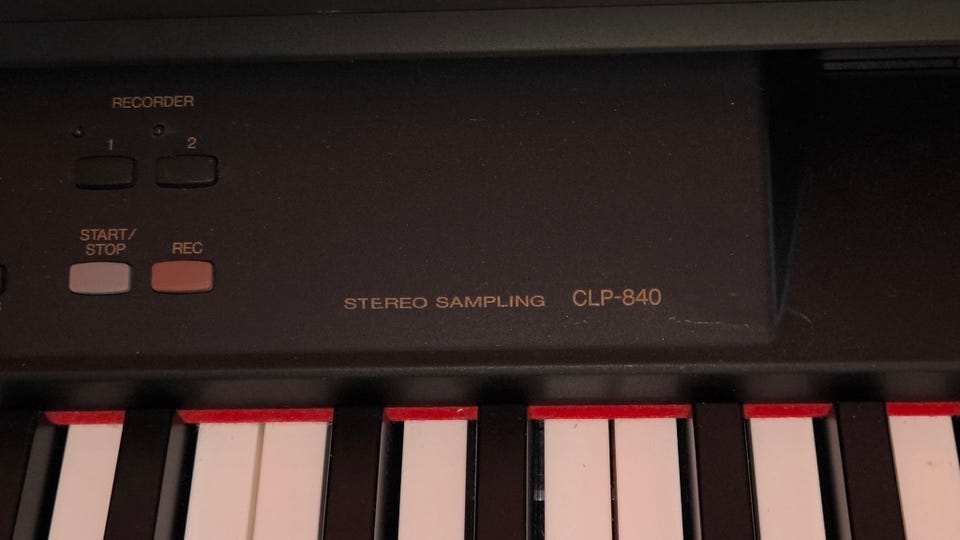 RECORDER
1 2
START/
STOP
REC
STEREO SAMPLING CLP-840